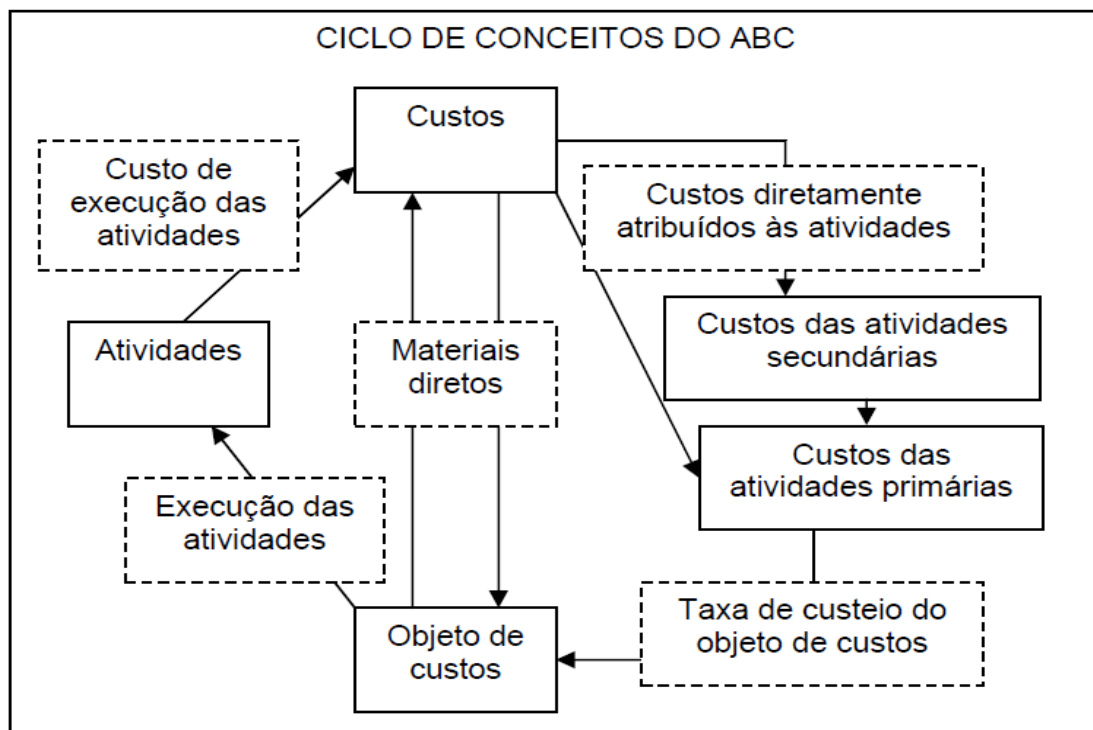 CICLO DE CONCEITOS DO ABC
Custos
Custo de
execução das
atividades
Custos diretamente
atribuídos às atividades
Atividades
Materiais
diretos
Custos das atividades
secundárias
Custos das
atividades primárias
Execução das
atividades
Objeto de
custos
Taxa de custeio do
objeto de custos